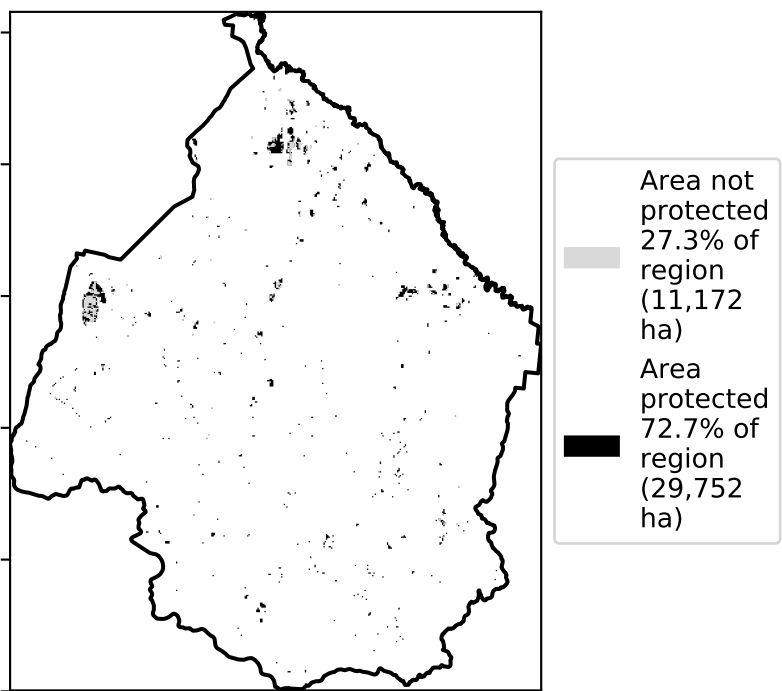 Area not
protected
27.3% of
region
(11,172
ha)
Area
protected
72.7% of
region
(29,752
ha)